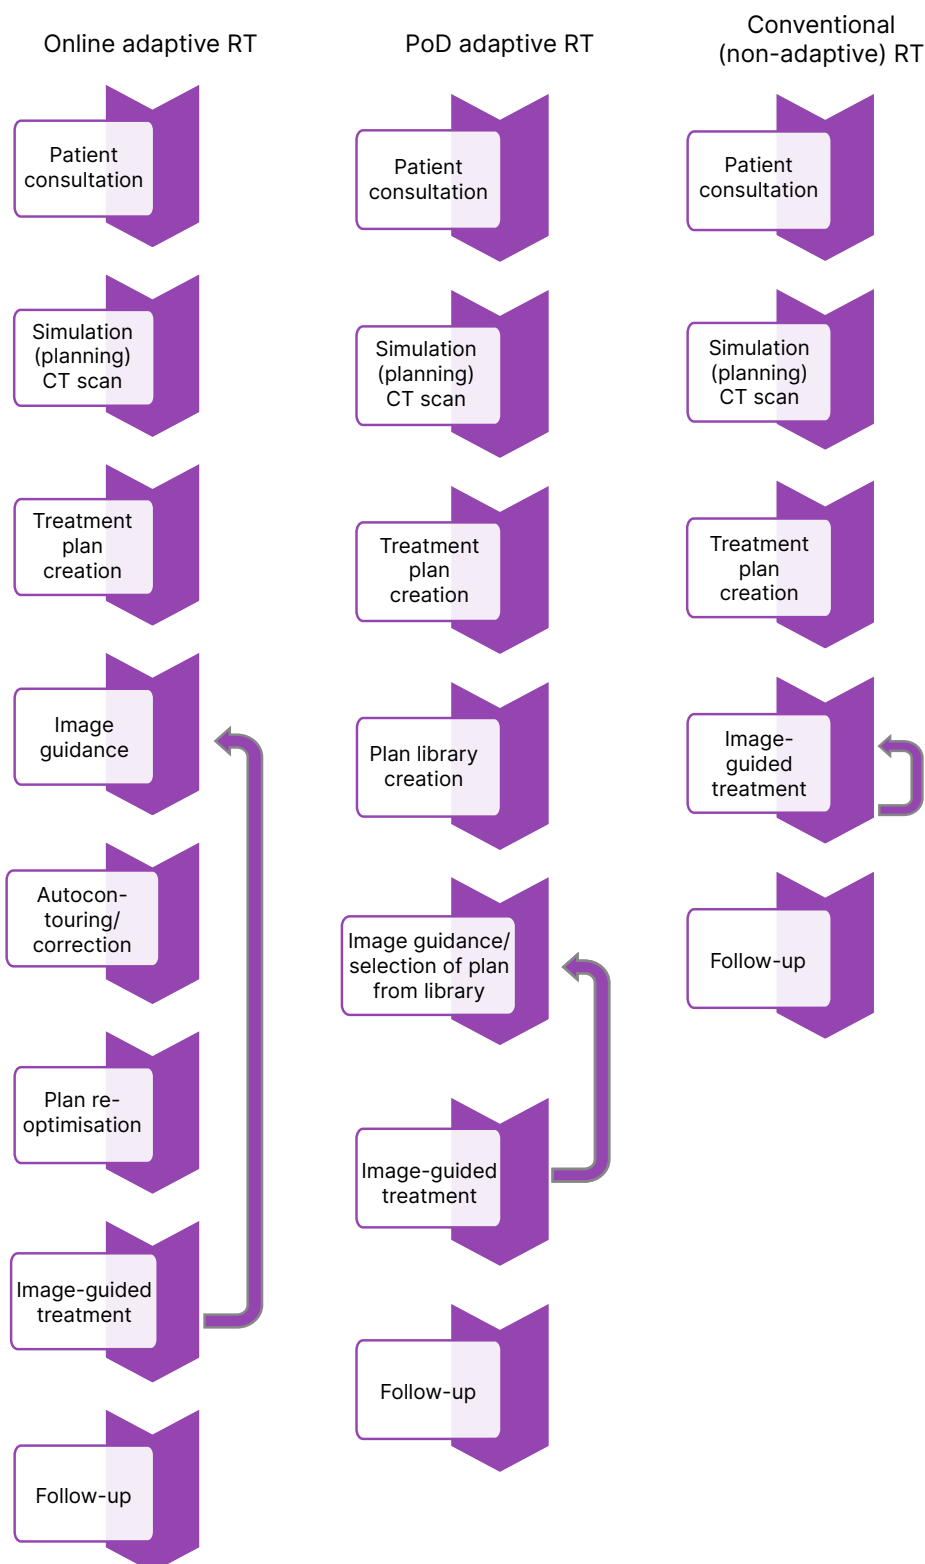 Online adaptive RT
Patient
consultation
Simulation
(planning)
CT scan
Treatment
plan
creation
Image
guidance
Autocon-
touring/
correction
Plan re-
optimisation
Image-guided
treatment
Follow-up
PoD adaptive RT
Patient
consultation
Simulation
(planning)
CT scan
Treatment
plan
creation
Plan library
creation
Image guidance/
selection of plan
from library
Image-guided
treatment
Follow-up
Conventional
(non-adaptive) RT
Patient
consultation
Simulation
(planning)
CT scan
Treatment
plan
creation
Image-
guided
treatment
Follow-up